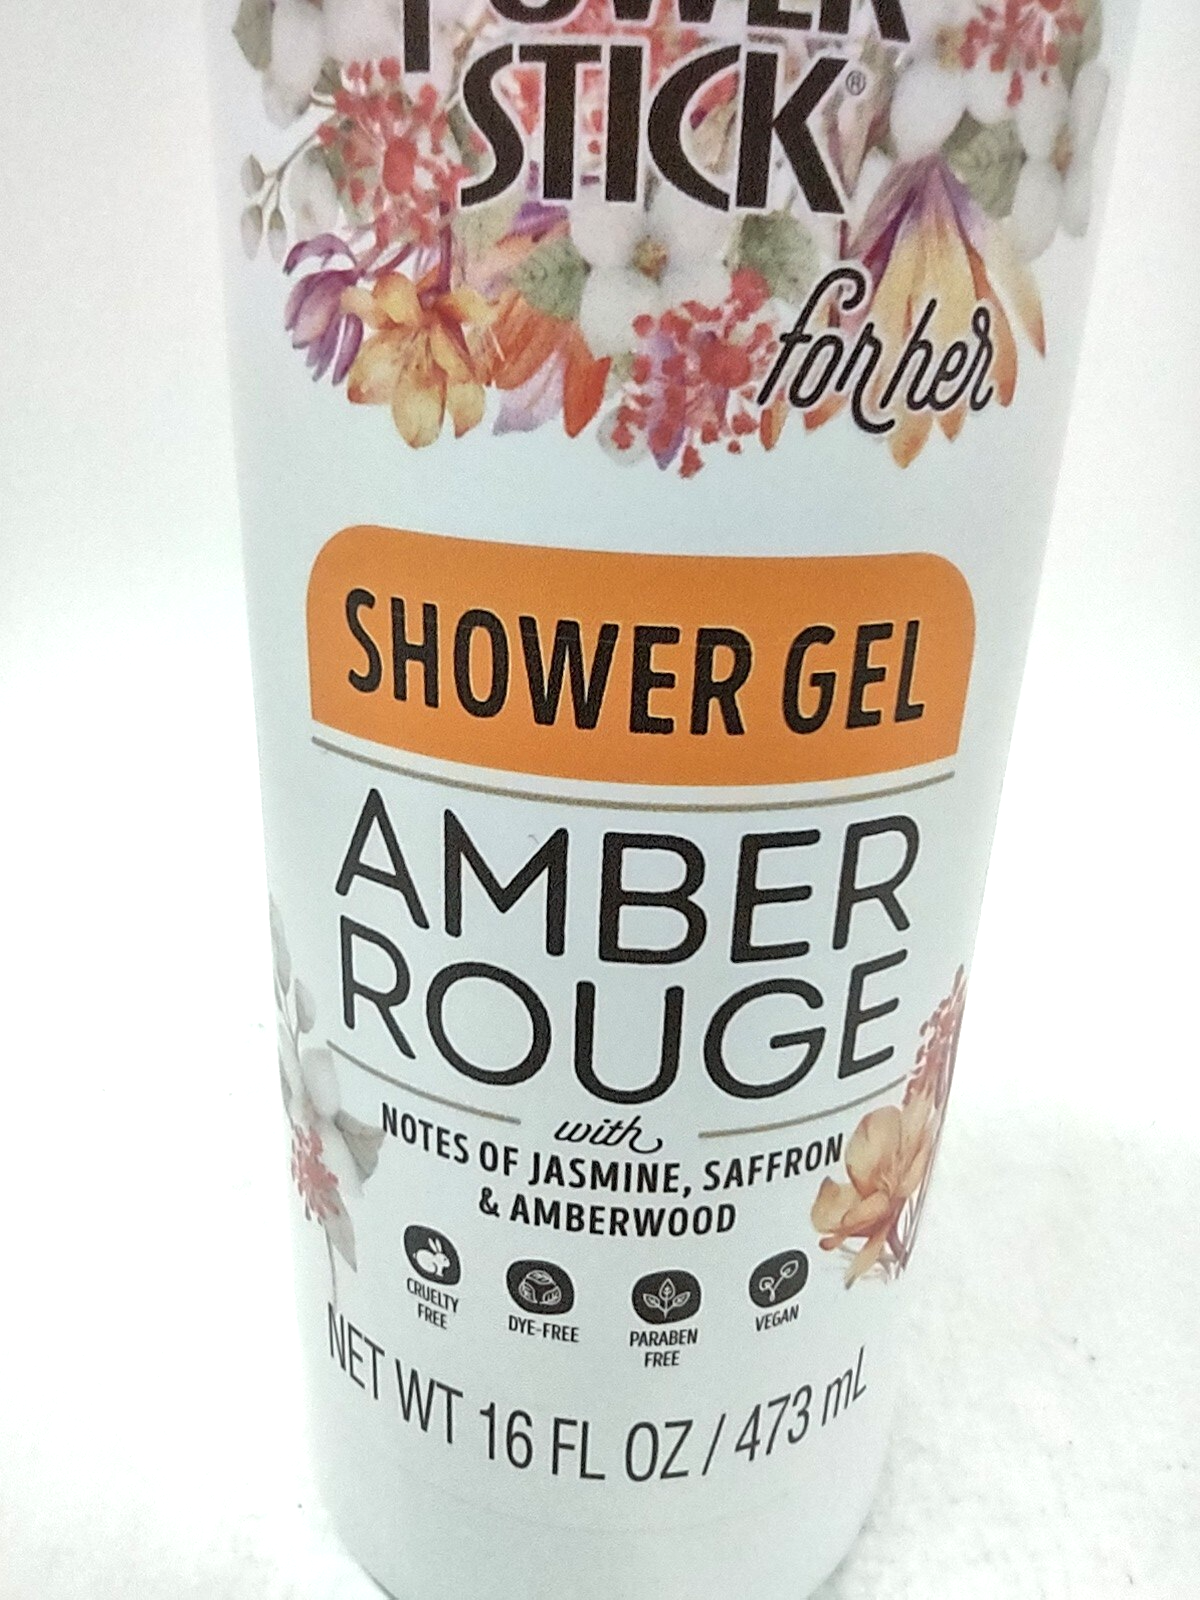 POWER
STICK®
for her
SHOWER GEL
AMBER
ROUGE
with
NOTES OF JASMINE, SAFFRON
& AMBERWOOD
CRUELTY
FREE
DYE-FREE
PARABEN
FREE
VEGAN
NET WT 16 FL OZ / 473 mL